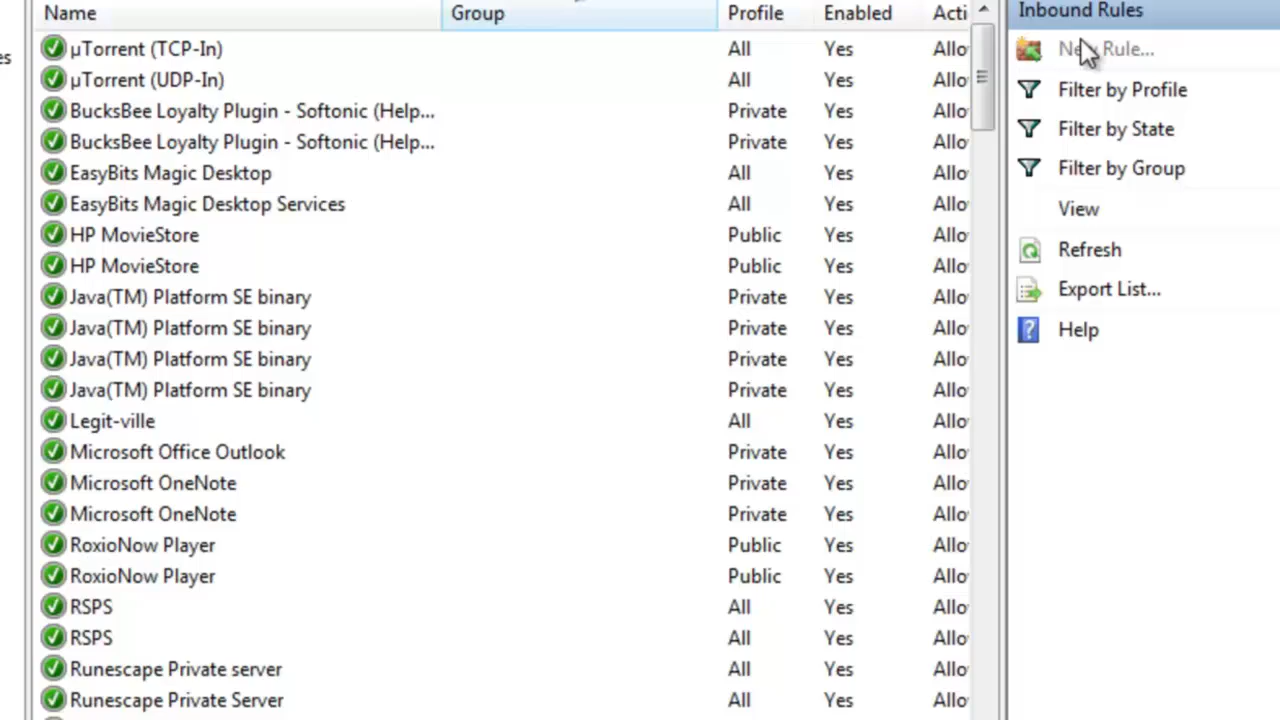 Name Group Profile Enabled Acti
es
µTorrent (TCP-In) All Yes Allo
µTorrent (UDP-In) All Yes Allo
BucksBee Loyalty Plugin - Softonic (Help... Private Yes Allo
BucksBee Loyalty Plugin - Softonic (Help... Private Yes Allo
EasyBits Magic Desktop All Yes Allo
EasyBits Magic Desktop Services All Yes Allo
HP MovieStore Public Yes Allo
HP MovieStore Public Yes Allo
Java(TM) Platform SE binary Private Yes Allo
Java(TM) Platform SE binary Private Yes Allo
Java(TM) Platform SE binary Private Yes Allo
Java(TM) Platform SE binary Private Yes Allo
Legit-ville All Yes Allo
Microsoft Office Outlook Private Yes Allo
Microsoft OneNote Private Yes Allo
Microsoft OneNote Private Yes Allo
RoxioNow Player Public Yes Allo
RoxioNow Player Public Yes Allo
RSPS All Yes Allo
RSPS All Yes Allo
Runescape Private server All Yes Allo
Runescape Private Server All Yes Allo
Inbound Rules
New Rule...
Filter by Profile
Filter by State
Filter by Group
View
Refresh
Export List...
Help